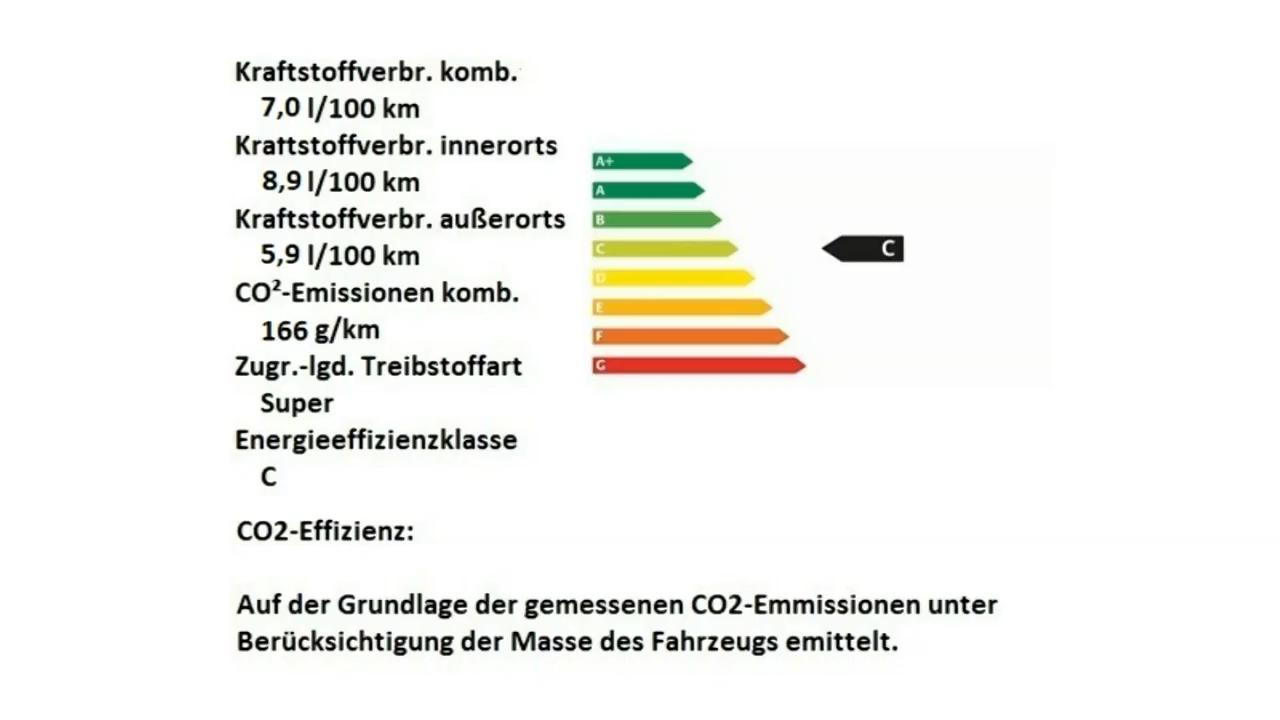 Kraftstoffverbr. komb.
7,0 l/100 km
Krattstoffverbr. innerorts
8,9 l/100 km
Kraftstoffverbr. außerorts
5,9 l/100 km
CO²-Emissionen komb.
166 g/km
Zugr.-lgd. Treibstoffart
Super
Energieeffizienzklasse
C
A+
A
B
C
D
E
F
G
C
CO2-Effizienz:
Auf der Grundlage der gemessenen CO2-Emmissionen unter
Berücksichtigung der Masse des Fahrzeugs emittelt.